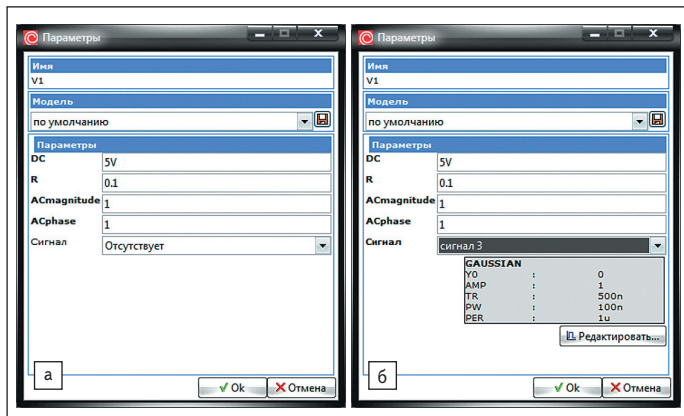 Параметры
Имя
V1
Модель
по умолчанию
Параметры
DC 5V
R 0.1
ACmagnitude 1
ACphase 1
Сигнал Отсутствует
а
Ok Отмена
Параметры
Имя
V1
Модель
по умолчанию
Параметры
DC 5V
R 0.1
ACmagnitude 1
ACphase 1
Сигнал сигнал 3
GAUSSIAN
Y0 : 0
AMP : 1
TR : 500n
PW : 100n
PER : 1u
Редактировать...
б
Ok Отмена